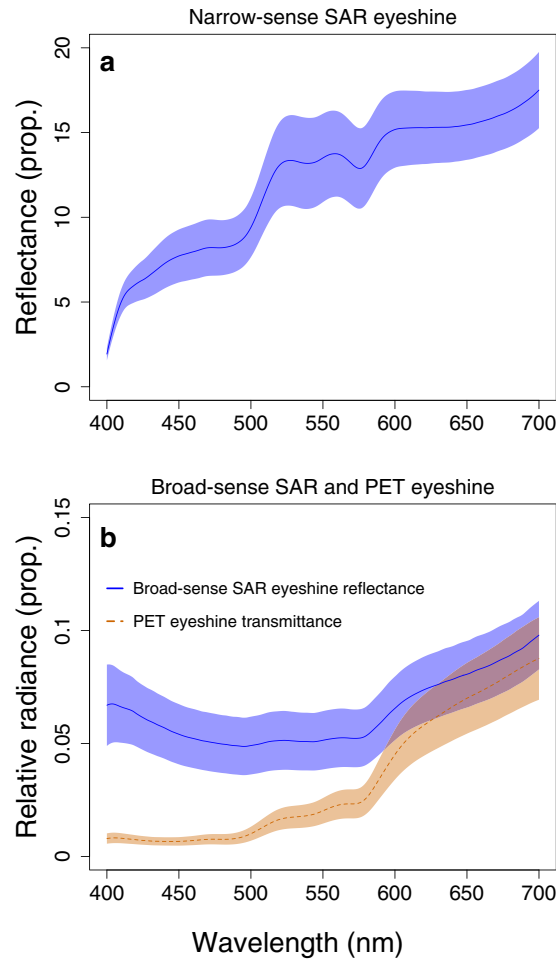 Narrow-sense SAR eyeshine
a
Reflectance (prop.)
20
15
10
5
0
400 450 500 550 600 650 700
Broad-sense SAR and PET eyeshine
b
Relative radiance (prop.)
0.15
0.1
0.05
0
Broad-sense SAR eyeshine reflectance
PET eyeshine transmittance
400 450 500 550 600 650 700
Wavelength (nm)